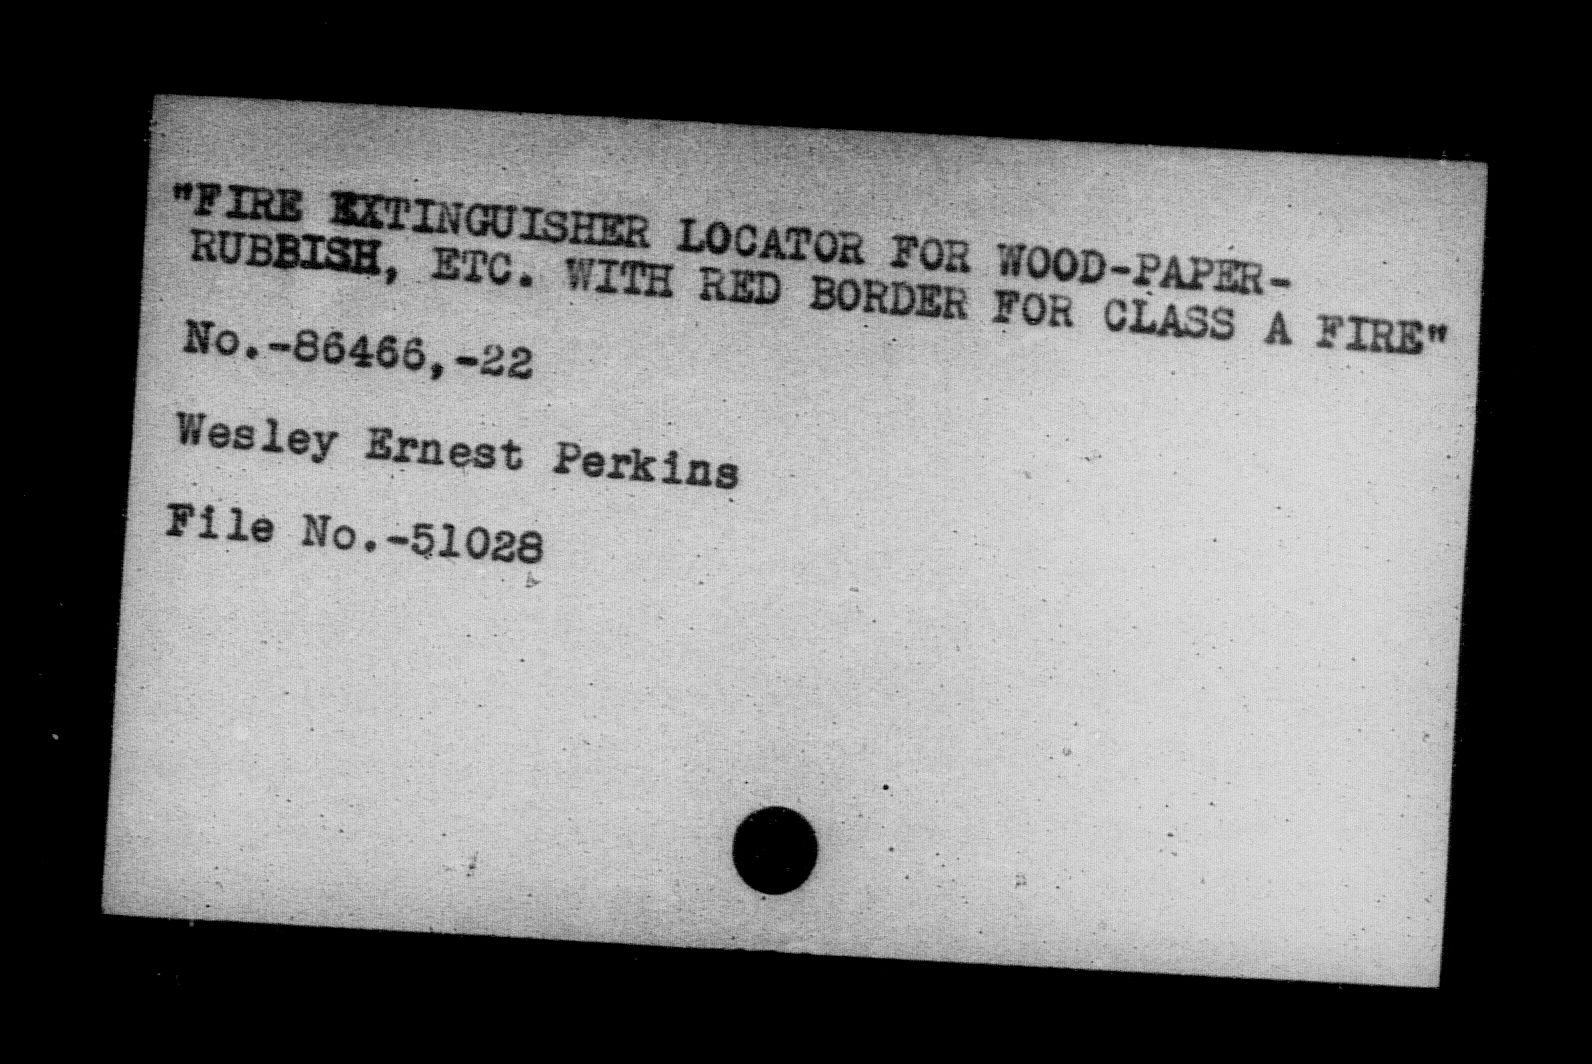 "FIRE EXTINGUISHER LOCATOR FOR WOOD-PAPER-
RUBBISH, ETC. WITH RED BORDER FOR CLASS A FIRE"
No.-86466,-22
Wesley Ernest Perkins
File No.-51028